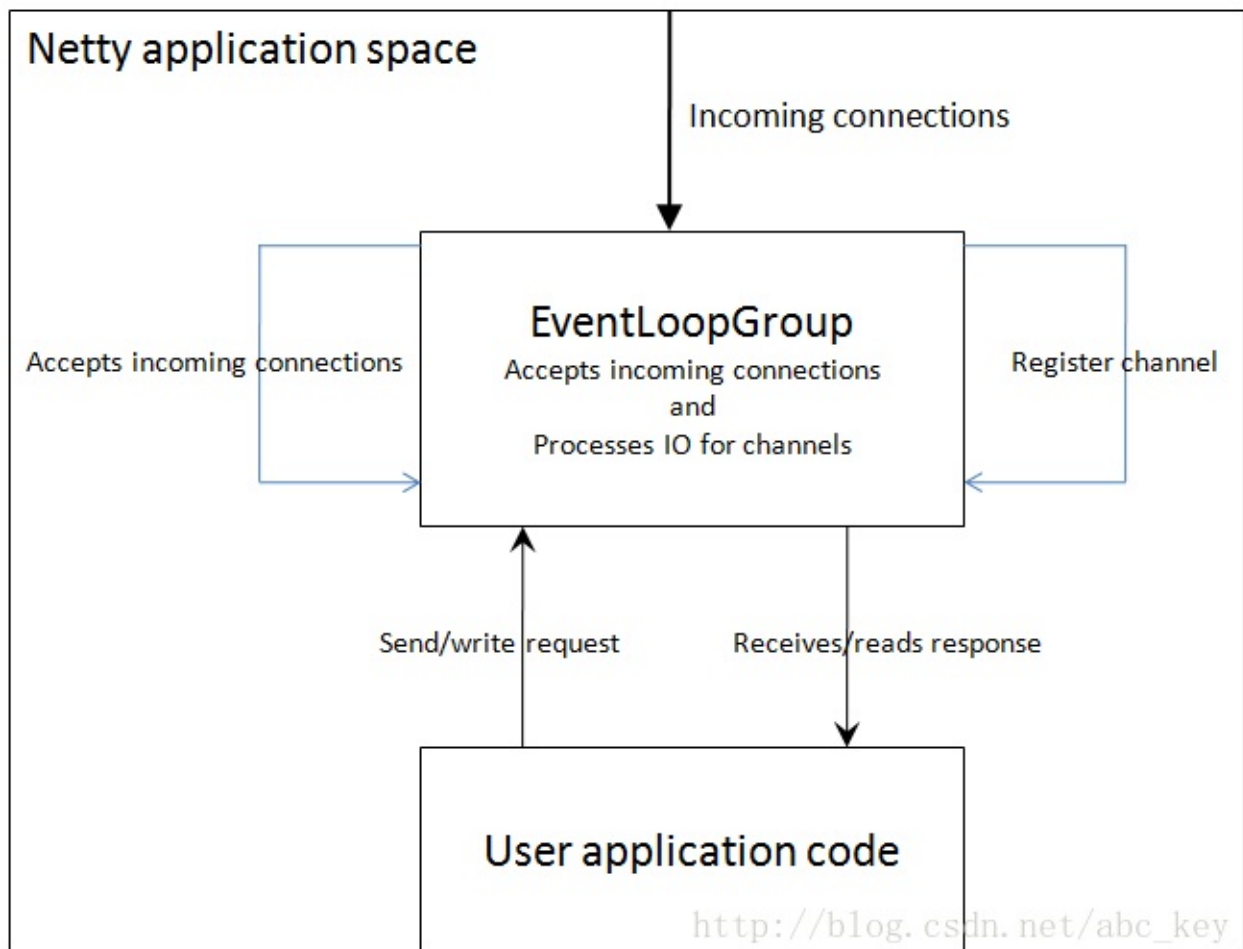 Netty application space
Incoming connections
EventLoopGroup
Accepts incoming connections
Accepts incoming connections
and
Processes IO for channels
Register channel
Send/write request
Receives/reads response
User application code
http://blog.csdn.net/abc_key